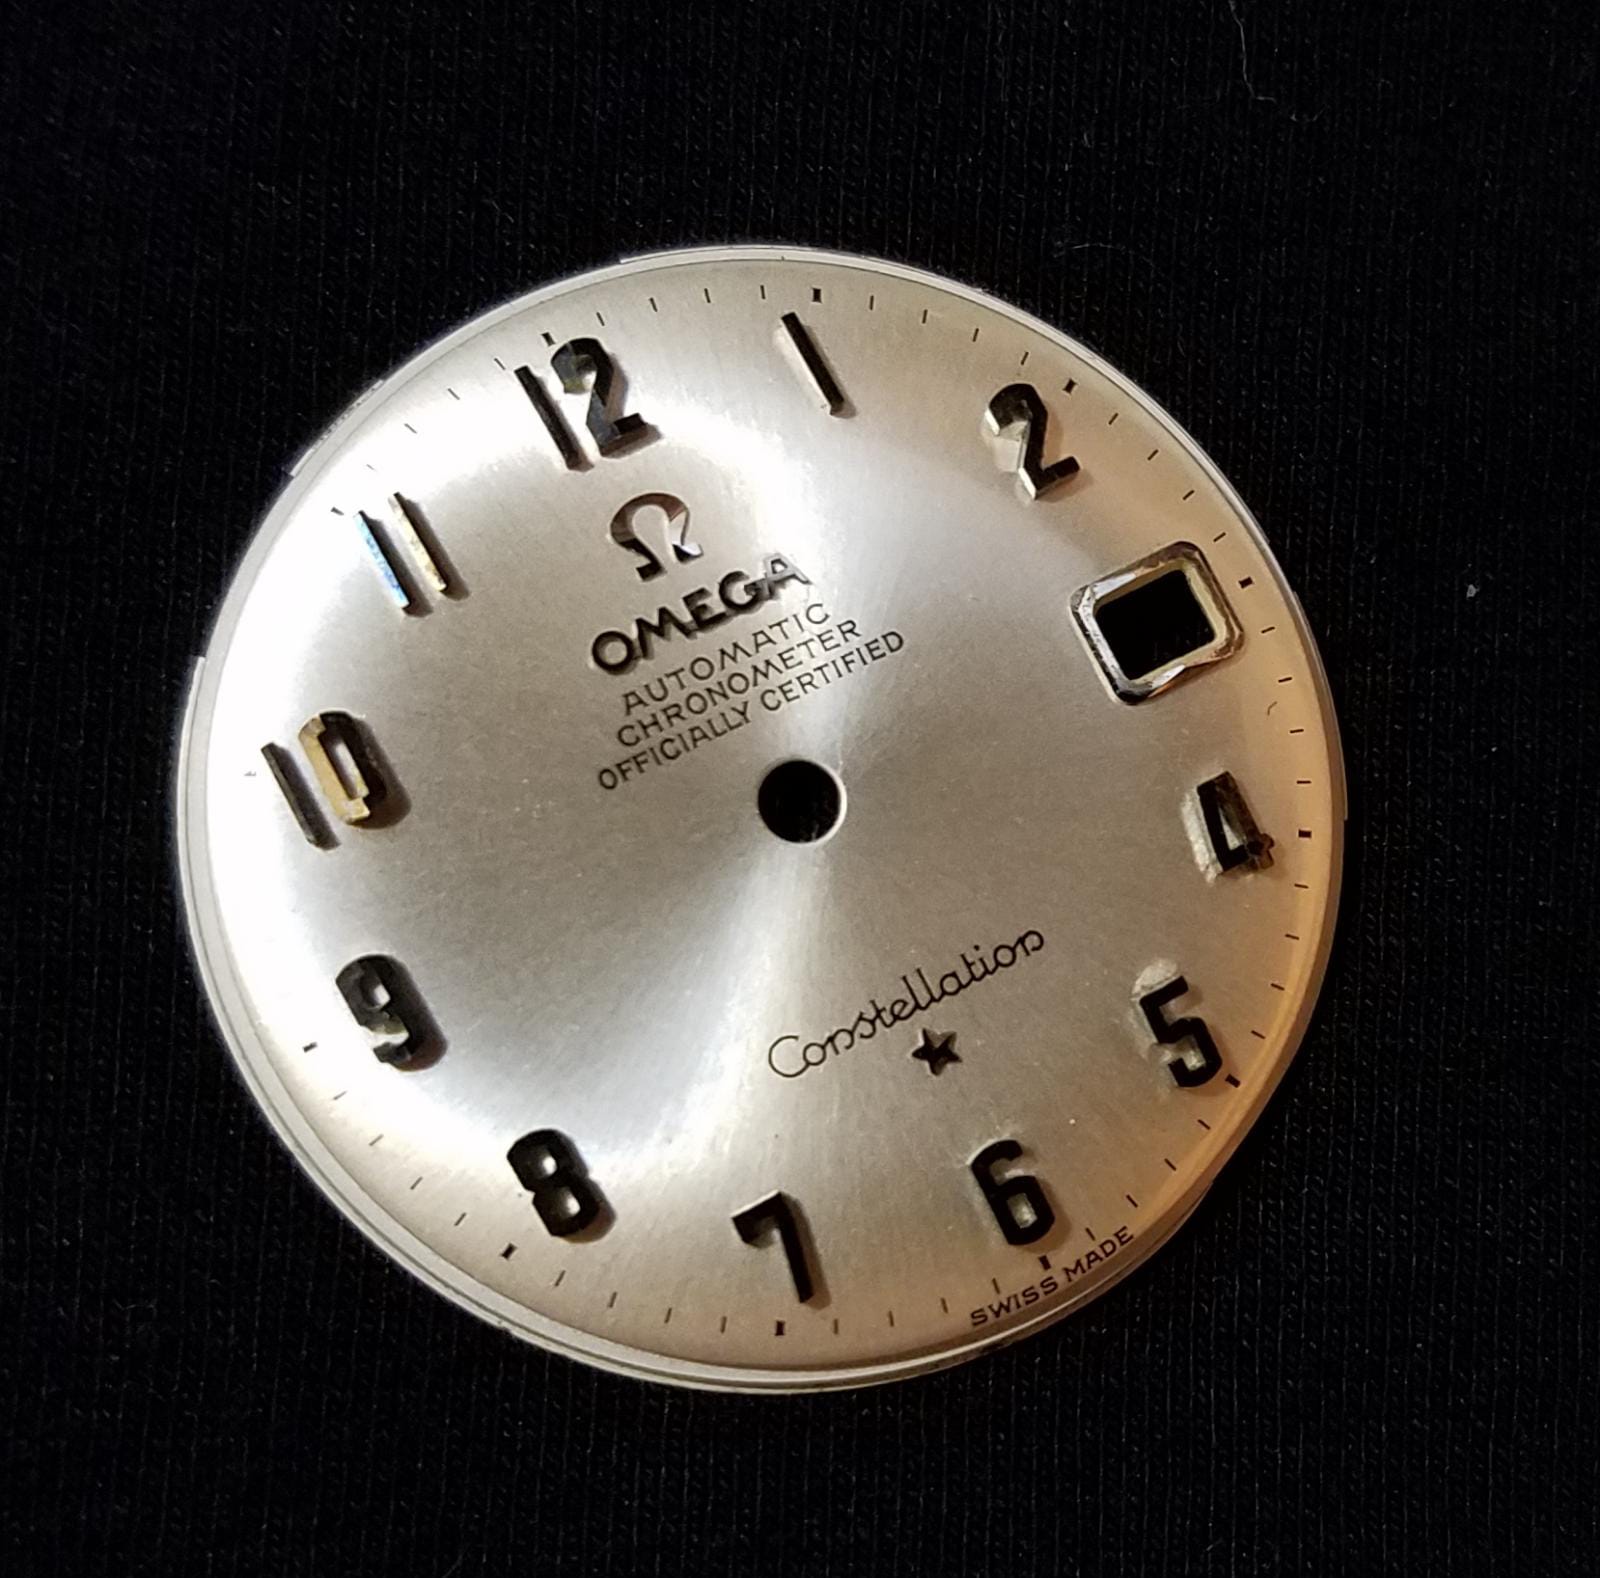 12
1
2
4
5
6
7
8
9
10
11
Ω
OMEGA
AUTOMATIC
CHRONOMETER
OFFICIALLY CERTIFIED
Constellation
SWISS MADE